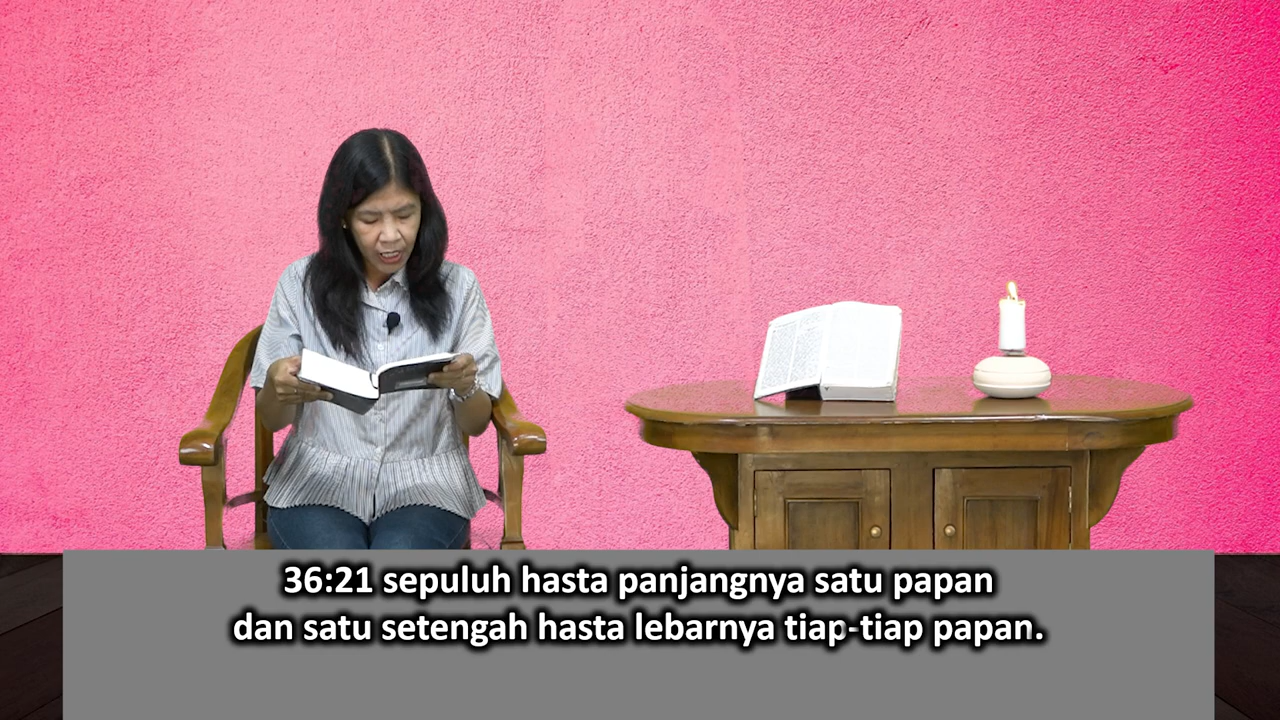 36:21 sepuluh hasta panjangnya satu papan
dan satu setengah hasta lebarnya tiap-tiap papan.